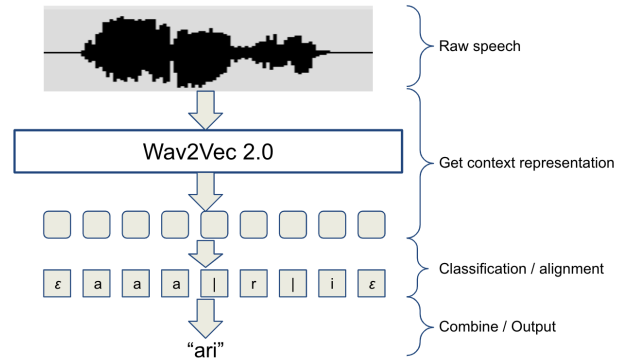 Raw speech
Wav2Vec 2.0
Get context representation
ε a a a | r | i ε
Classification / alignment
Combine / Output
“ari”